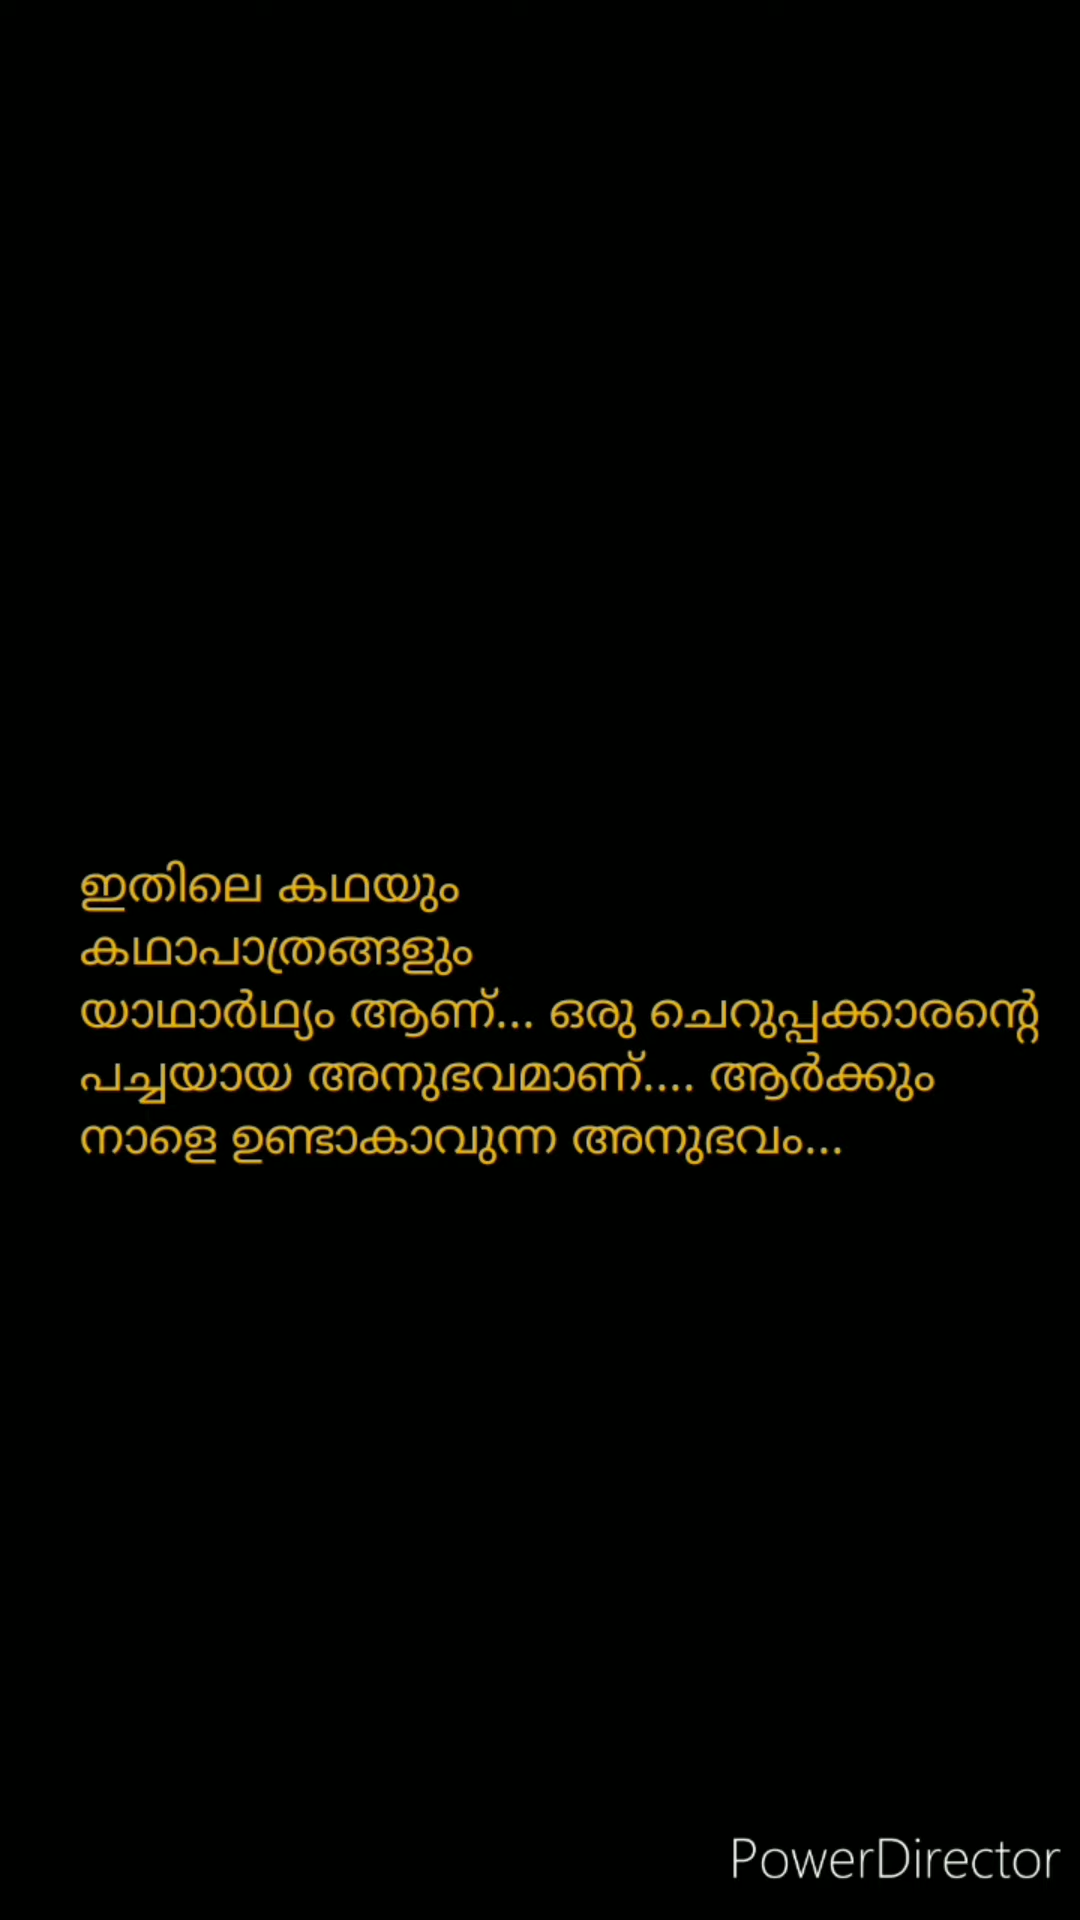 ഇതിലെ കഥയും
കഥാപാത്രങ്ങളും
യാഥാർഥ്യം ആണ്... ഒരു ചെറുപ്പക്കാരന്റെ
പച്ചയായ അനുഭവമാണ്.... ആർക്കും
നാളെ ഉണ്ടാകാവുന്ന അനുഭവം...
PowerDirector